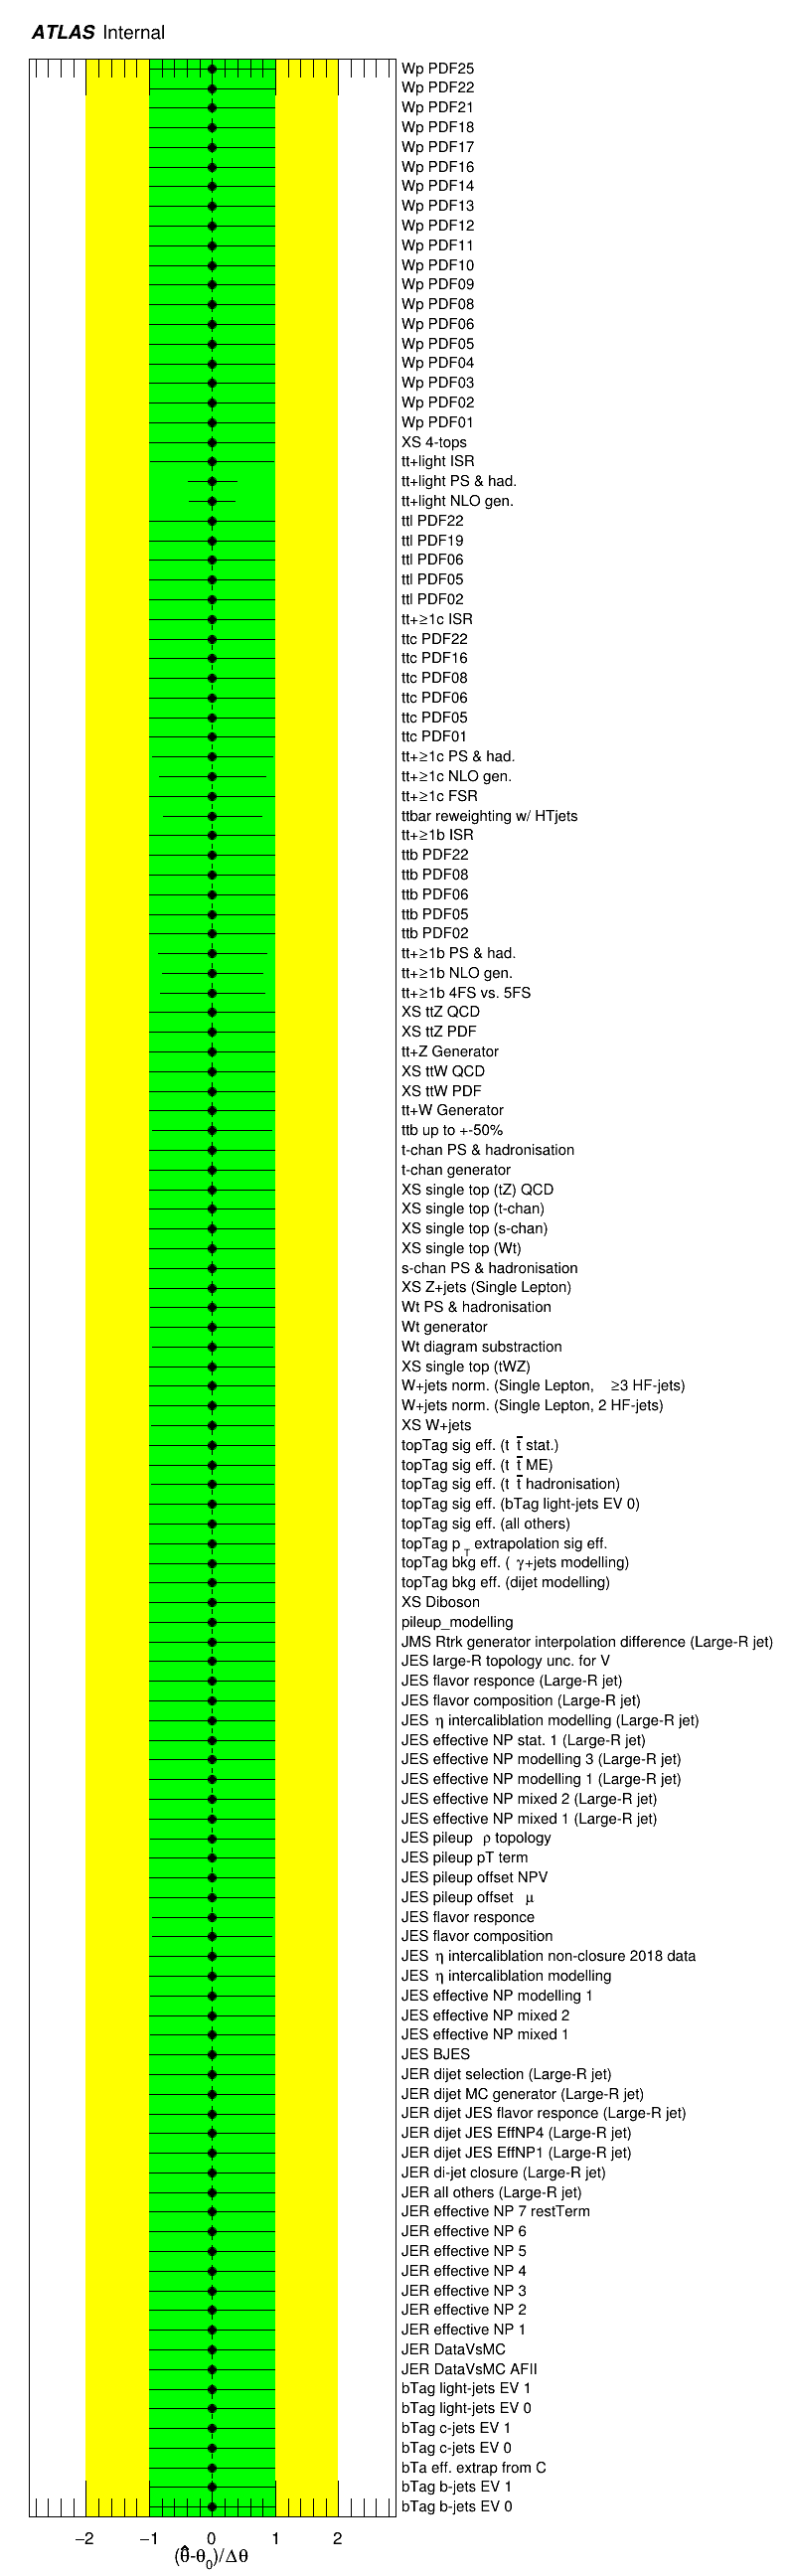 ATLAS Internal
Wp PDF25
Wp PDF22
Wp PDF21
Wp PDF18
Wp PDF17
Wp PDF16
Wp PDF14
Wp PDF13
Wp PDF12
Wp PDF11
Wp PDF10
Wp PDF09
Wp PDF08
Wp PDF06
Wp PDF05
Wp PDF04
Wp PDF03
Wp PDF02
Wp PDF01
XS 4-tops
tt+light ISR
tt+light PS & had.
tt+light NLO gen.
ttl PDF22
ttl PDF19
ttl PDF06
ttl PDF05
ttl PDF02
tt+≥1c ISR
ttc PDF22
ttc PDF16
ttc PDF08
ttc PDF06
ttc PDF05
ttc PDF01
tt+≥1c PS & had.
tt+≥1c NLO gen.
tt+≥1c FSR
ttbar reweighting w/ HTjets
tt+≥1b ISR
ttb PDF22
ttb PDF08
ttb PDF06
ttb PDF05
ttb PDF02
tt+≥1b PS & had.
tt+≥1b NLO gen.
tt+≥1b 4FS vs. 5FS
XS ttZ QCD
XS ttZ PDF
tt+Z Generator
XS ttW QCD
XS ttW PDF
tt+W Generator
ttb up to +-50%
t-chan PS & hadronisation
t-chan generator
XS single top (tZ) QCD
XS single top (t-chan)
XS single top (s-chan)
XS single top (Wt)
s-chan PS & hadronisation
XS Z+jets (Single Lepton)
Wt PS & hadronisation
Wt generator
Wt diagram substraction
XS single top (tWZ)
W+jets norm. (Single Lepton, ≥3 HF-jets)
W+jets norm. (Single Lepton, 2 HF-jets)
XS W+jets
topTag sig eff. (t t̄ stat.)
topTag sig eff. (t t̄ ME)
topTag sig eff. (t t̄ hadronisation)
topTag sig eff. (bTag light-jets EV 0)
topTag sig eff. (all others)
topTag p_T extrapolation sig eff.
topTag bkg eff. ( γ+jets modelling)
topTag bkg eff. (dijet modelling)
XS Diboson
pileup_modelling
JMS Rtrk generator interpolation difference (Large-R jet)
JES large-R topology unc. for V
JES flavor responce (Large-R jet)
JES flavor composition (Large-R jet)
JES η intercaliblation modelling (Large-R jet)
JES effective NP stat. 1 (Large-R jet)
JES effective NP modelling 3 (Large-R jet)
JES effective NP modelling 1 (Large-R jet)
JES effective NP mixed 2 (Large-R jet)
JES effective NP mixed 1 (Large-R jet)
JES pileup ρ topology
JES pileup pT term
JES pileup offset NPV
JES pileup offset μ
JES flavor responce
JES flavor composition
JES η intercaliblation non-closure 2018 data
JES η intercaliblation modelling
JES effective NP modelling 1
JES effective NP mixed 2
JES effective NP mixed 1
JES BJES
JER dijet selection (Large-R jet)
JER dijet MC generator (Large-R jet)
JER dijet JES flavor responce (Large-R jet)
JER dijet JES EffNP4 (Large-R jet)
JER dijet JES EffNP1 (Large-R jet)
JER di-jet closure (Large-R jet)
JER all others (Large-R jet)
JER effective NP 7 restTerm
JER effective NP 6
JER effective NP 5
JER effective NP 4
JER effective NP 3
JER effective NP 2
JER effective NP 1
JER DataVsMC
JER DataVsMC AFII
bTag light-jets EV 1
bTag light-jets EV 0
bTag c-jets EV 1
bTag c-jets EV 0
bTa eff. extrap from C
bTag b-jets EV 1
bTag b-jets EV 0
−2 −1 0 1 2
(θ̂-θ₀)/Δθ